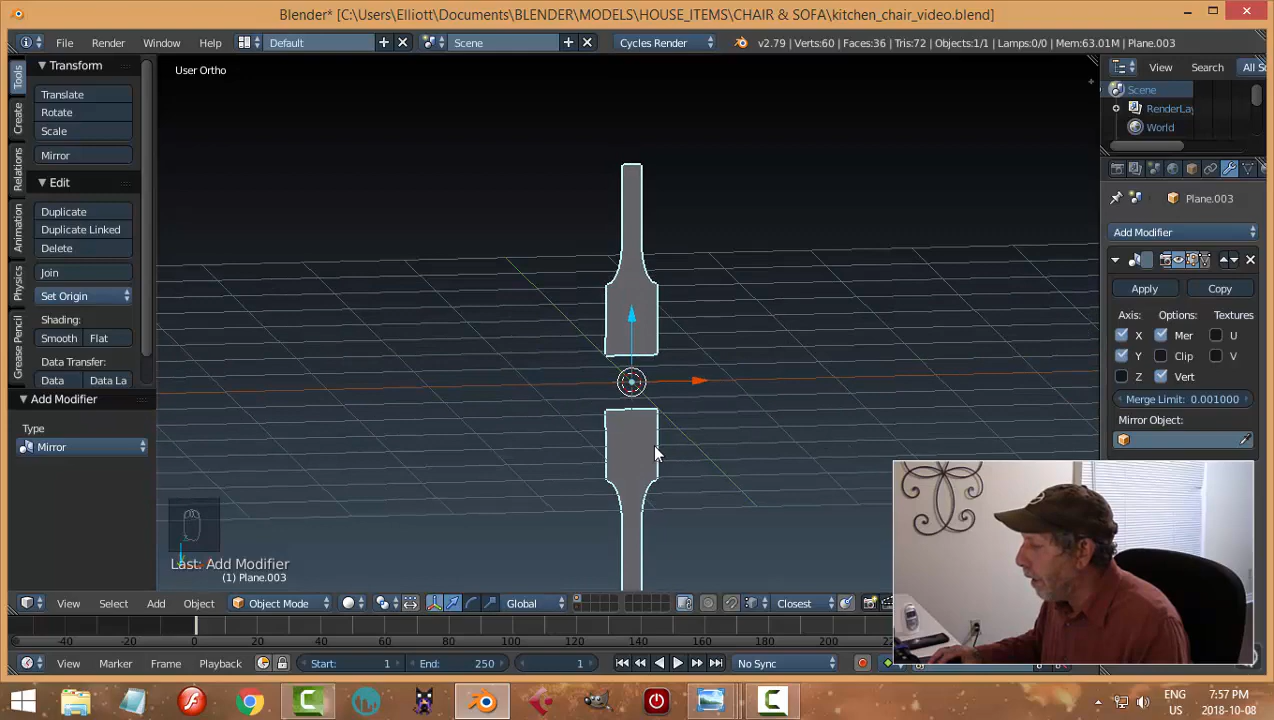 Blender* [C:\Users\Elliott\Documents\BLENDER\MODELS\HOUSE_ITEMS\CHAIR & SOFA\kitchen_chair_video.blend]
File Render Window Help Default Scene Cycles Render v2.79 | Verts:60 | Faces:36 | Tris:72 | Objects:1/1 | Lamps:0/0 | Mem:63.01M | Plane.003
Tools
Create
Relations
Animation
Physics
Grease Pencil
Transform
Translate
Rotate
Scale
Mirror
Edit
Duplicate
Duplicate Linked
Delete
Join
Set Origin
Shading:
Smooth Flat
Data Transfer:
Data Data La
Add Modifier
Type
Mirror
User Ortho
Last: Add Modifier
(1) Plane.003
View Search All S
Scene
RenderLay
World
Plane.003
Add Modifier
Apply Copy
Axis: Options: Textures
X Mer U
Y Clip V
Z Vert
Merge Limit: 0.001000
Mirror Object:
View Select Add Object Object Mode Global Closest
-40 -20 0 20 40 60 80 100 120 140 160 180 200
View Marker Frame Playback Start: 1 End: 250 1 No Sync
ENG
US
7:57 PM
2018-10-08